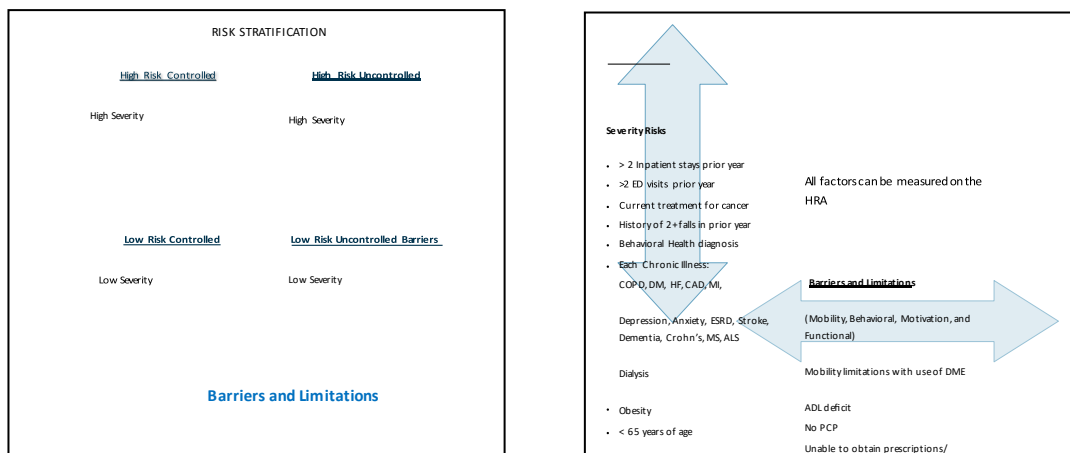 RISK STRATIFICATION
High Risk Controlled
High Risk Uncontrolled
High Severity
High Severity
Low Risk Controlled
Low Risk Uncontrolled Barriers
Low Severity
Low Severity
Barriers and Limitations
Severity Risks
• > 2 Inpatient stays prior year
• >2 ED visits prior year
• Current treatment for cancer
• History of 2+ falls in prior year
• Behavioral Health diagnosis
• Each Chronic Illness:
COPD, DM, HF, CAD, MI,
Depression, Anxiety, ESRD, Stroke,
Dementia, Crohn's, MS, ALS
Dialysis
• Obesity
• < 65 years of age
All factors can be measured on the
HRA
Barriers and Limitations
(Mobility, Behavioral, Motivation, and
Functional)
Mobility limitations with use of DME
ADL deficit
No PCP
Unable to obtain prescriptions/